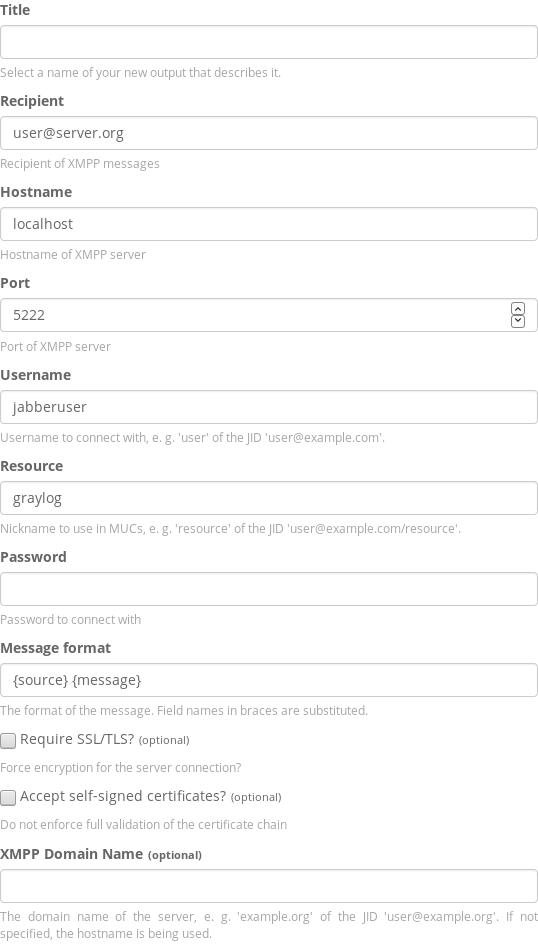 Title
Select a name of your new output that describes it.
Recipient
user@server.org
Recipient of XMPP messages
Hostname
localhost
Hostname of XMPP server
Port
5222
Port of XMPP server
Username
jabberuser
Username to connect with, e. g. 'user' of the JID 'user@example.com'.
Resource
graylog
Nickname to use in MUCs, e. g. 'resource' of the JID 'user@example.com/resource'.
Password
Password to connect with
Message format
{source} {message}
The format of the message. Field names in braces are substituted.
Require SSL/TLS? (optional)
Force encryption for the server connection?
Accept self-signed certificates? (optional)
Do not enforce full validation of the certificate chain
XMPP Domain Name (optional)
The domain name of the server, e. g. 'example.org' of the JID 'user@example.org'. If not
specified, the hostname is being used.